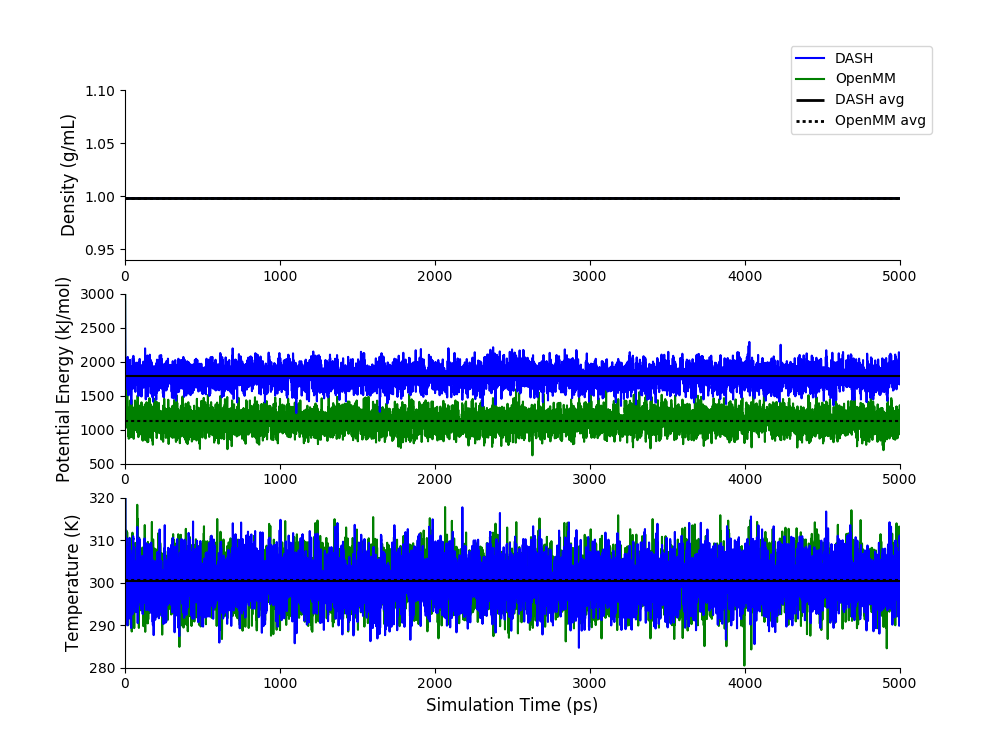 DASH
OpenMM
DASH avg
OpenMM avg
Density (g/mL)
1.10
1.05
1.00
0.95
0 1000 2000 3000 4000 5000
Potential Energy (kJ/mol)
3000
2500
2000
1500
1000
500
0 1000 2000 3000 4000 5000
Temperature (K)
320
310
300
290
280
0 1000 2000 3000 4000 5000
Simulation Time (ps)